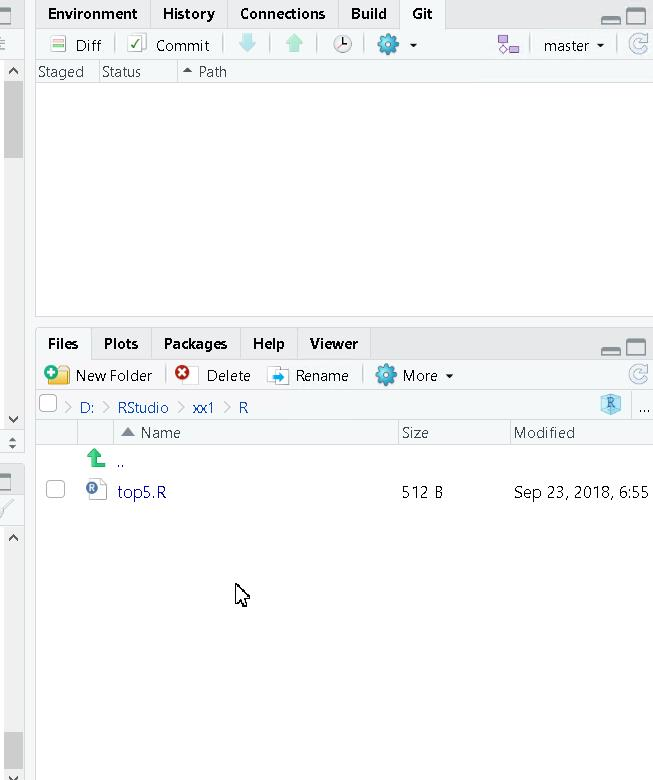 Environment History Connections Build Git
Diff Commit master
Staged Status Path
Files Plots Packages Help Viewer
New Folder Delete Rename More
D: RStudio xx1 R R ...
Name Size Modified
..
R top5.R 512 B Sep 23, 2018, 6:55